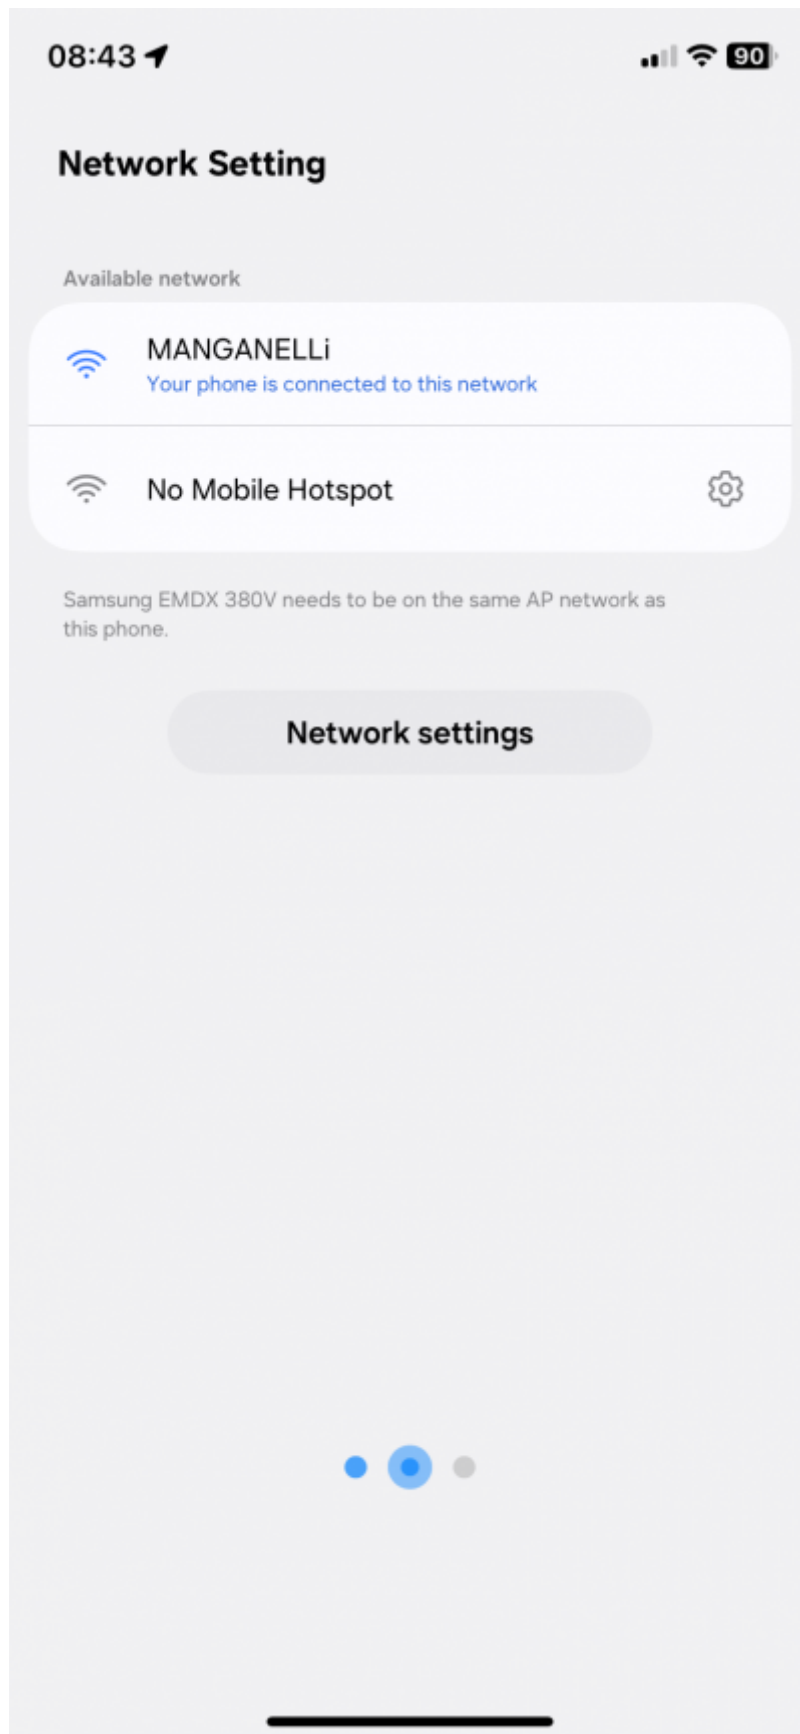 08:43
90
Network Setting
Available network
MANGANELLi
Your phone is connected to this network
No Mobile Hotspot
Samsung EMDX 380V needs to be on the same AP network as
this phone.
Network settings